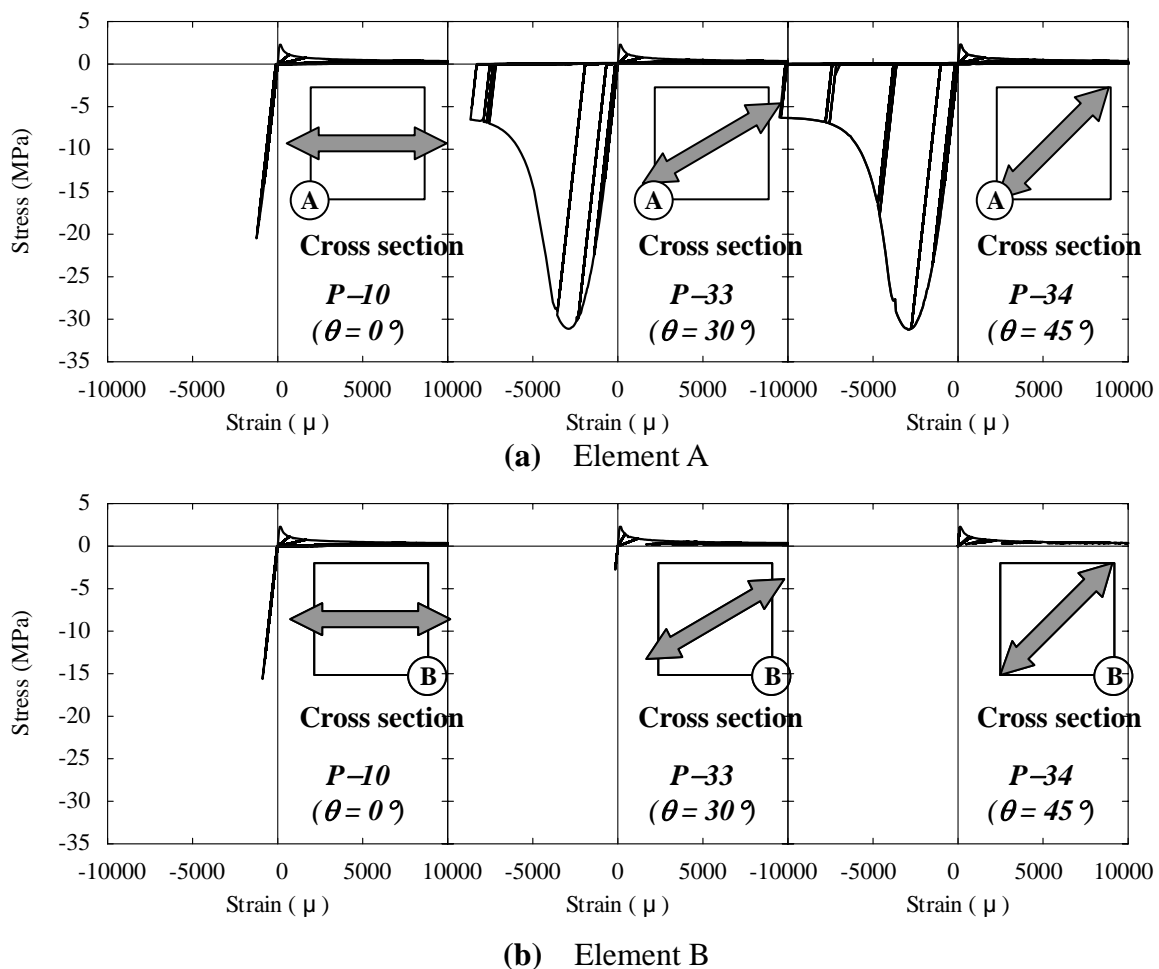 5
0
-5
-10
-15
-20
-25
-30
-35
Stress (MPa)
A
Cross section
P−10
(θ = 0°)
A
Cross section
P−33
(θ = 30°)
A
Cross section
P−34
(θ = 45°)
-10000 -5000 0 5000 10000 -5000 0 5000 -10000 -5000 0 5000 10000
Strain ( μ ) Strain ( μ ) Strain ( μ )
(a) Element A
5
0
-5
-10
-15
-20
-25
-30
-35
Stress (MPa)
B
Cross section
P−10
(θ = 0°)
B
Cross section
P−33
(θ = 30°)
B
Cross section
P−34
(θ = 45°)
-10000 -5000 0 5000 10000 -5000 0 5000 -10000 -5000 0 5000 10000
Strain ( μ ) Strain ( μ ) Strain ( μ )
(b) Element B